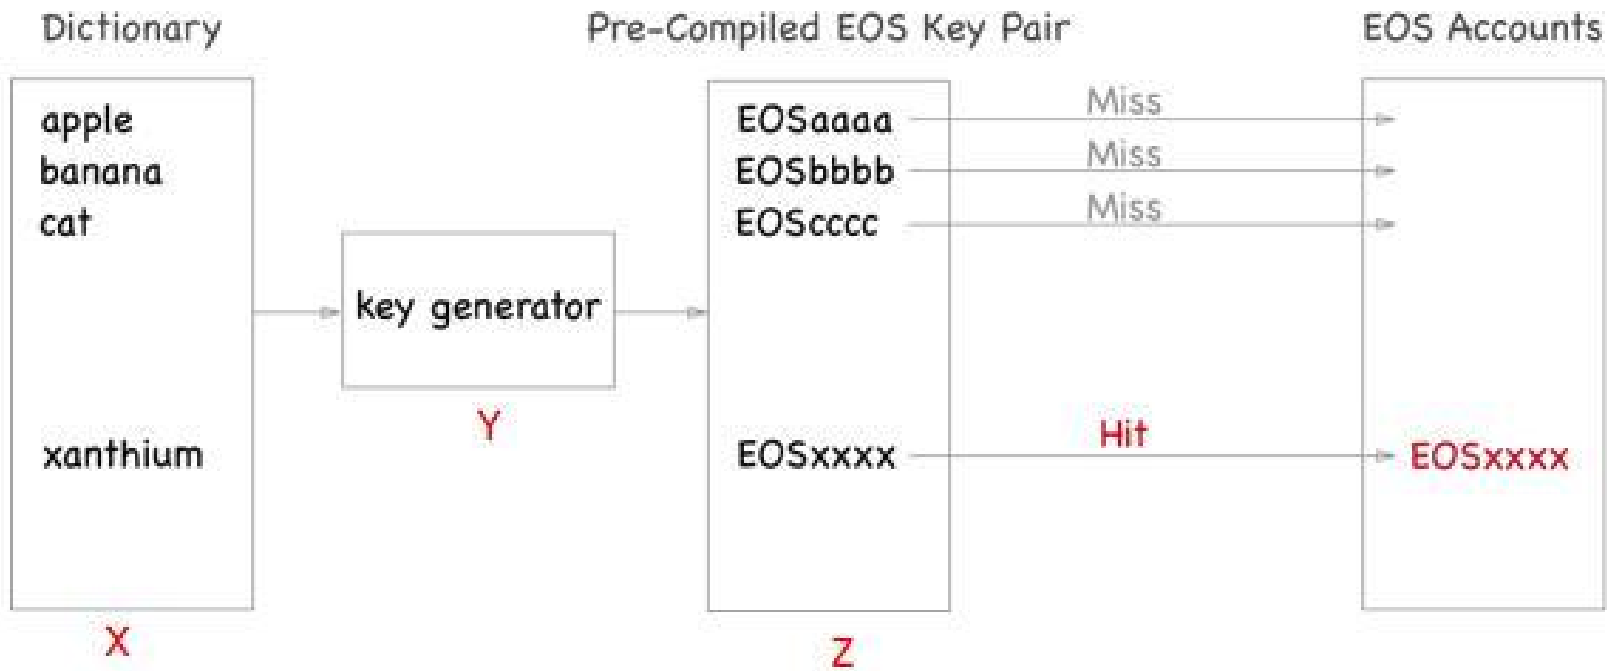 Dictionary
Pre-Compiled EOS Key Pair
EOS Accounts
apple
banana
cat
xanthium
X
key generator
Y
EOSaaaa
EOSbbbb
EOScccc
EOSxxxx
Z
Miss
Miss
Miss
Hit
EOSxxxx